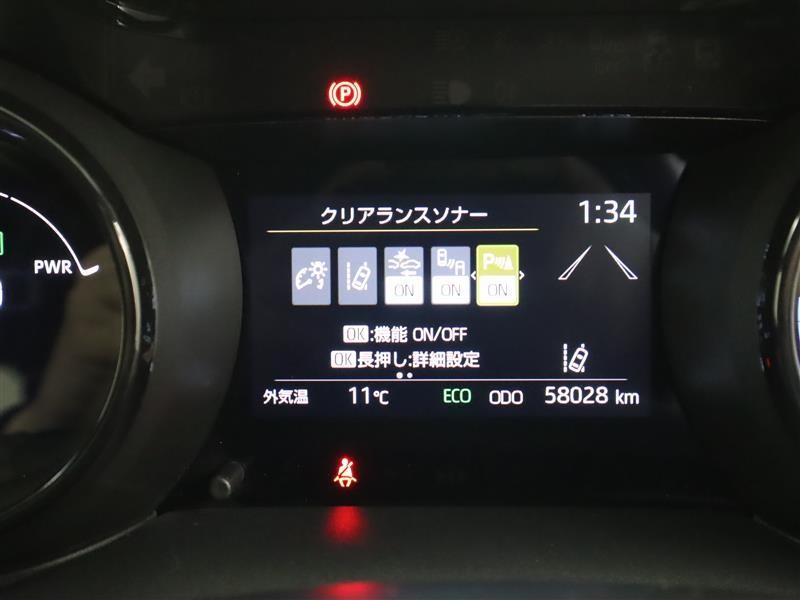 P
クリアランスソナー 1:34
PWR
P
ON ON ON
OK:機能 ON/OFF
OK長押し:詳細設定
外気温 11℃ ECO ODO 58028 km